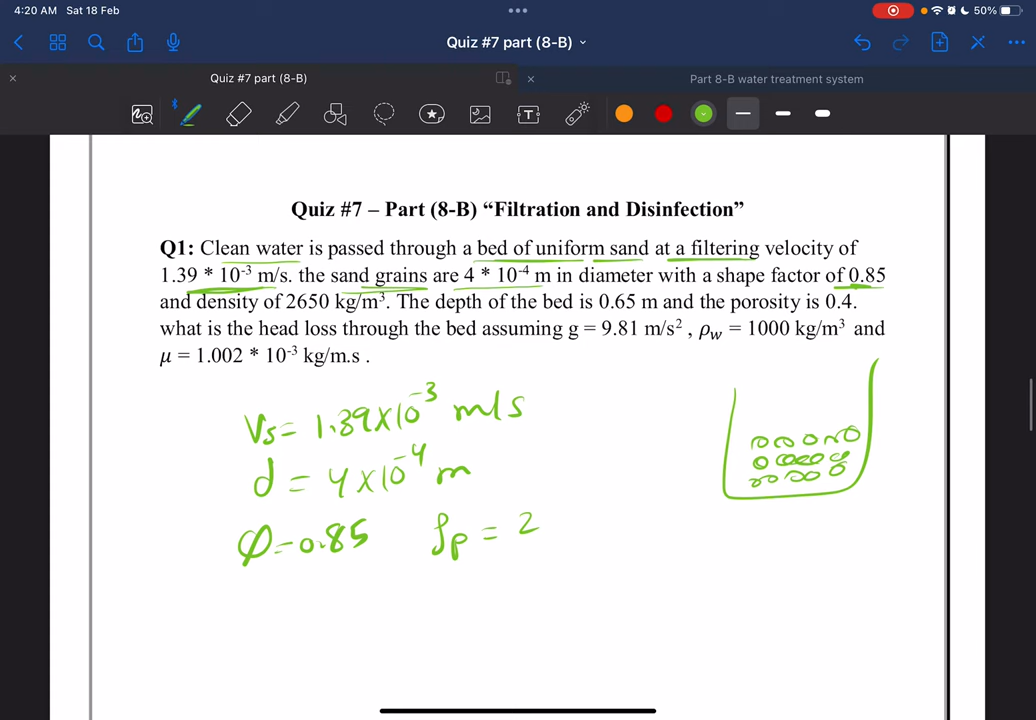 4:20 AM Sat 18 Feb
50%
Quiz #7 part (8-B)
Quiz #7 part (8-B)
Part 8-B water treatment system
T
Quiz #7 – Part (8-B) “Filtration and Disinfection”
Q1: Clean water is passed through a bed of uniform sand at a filtering velocity of
1.39 * 10⁻³ m/s. the sand grains are 4 * 10⁻⁴ m in diameter with a shape factor of 0.85
and density of 2650 kg/m³. The depth of the bed is 0.65 m and the porosity is 0.4.
what is the head loss through the bed assuming g = 9.81 m/s² , ρw = 1000 kg/m³ and
μ = 1.002 * 10⁻³ kg/m.s .
Vs= 1.39x10⁻³ m/s
d = 4x10⁻⁴ m
φ=0.85 ρp = 2